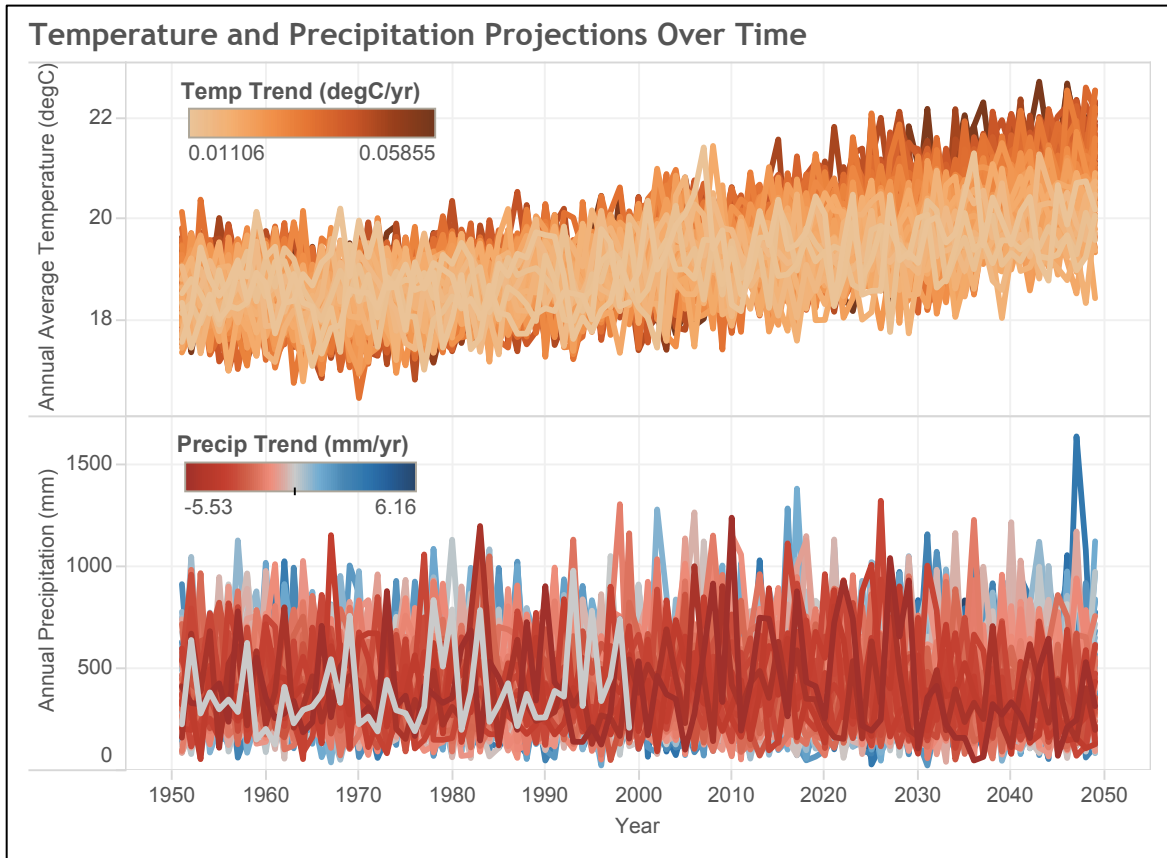 Temperature and Precipitation Projections Over Time
Annual Average Temperature (degC)
Temp Trend (degC/yr)
0.01106 0.05855
22
20
18
Annual Precipitation (mm)
Precip Trend (mm/yr)
-5.53 6.16
1500
1000
500
0
1950 1960 1970 1980 1990 2000 2010 2020 2030 2040 2050
Year